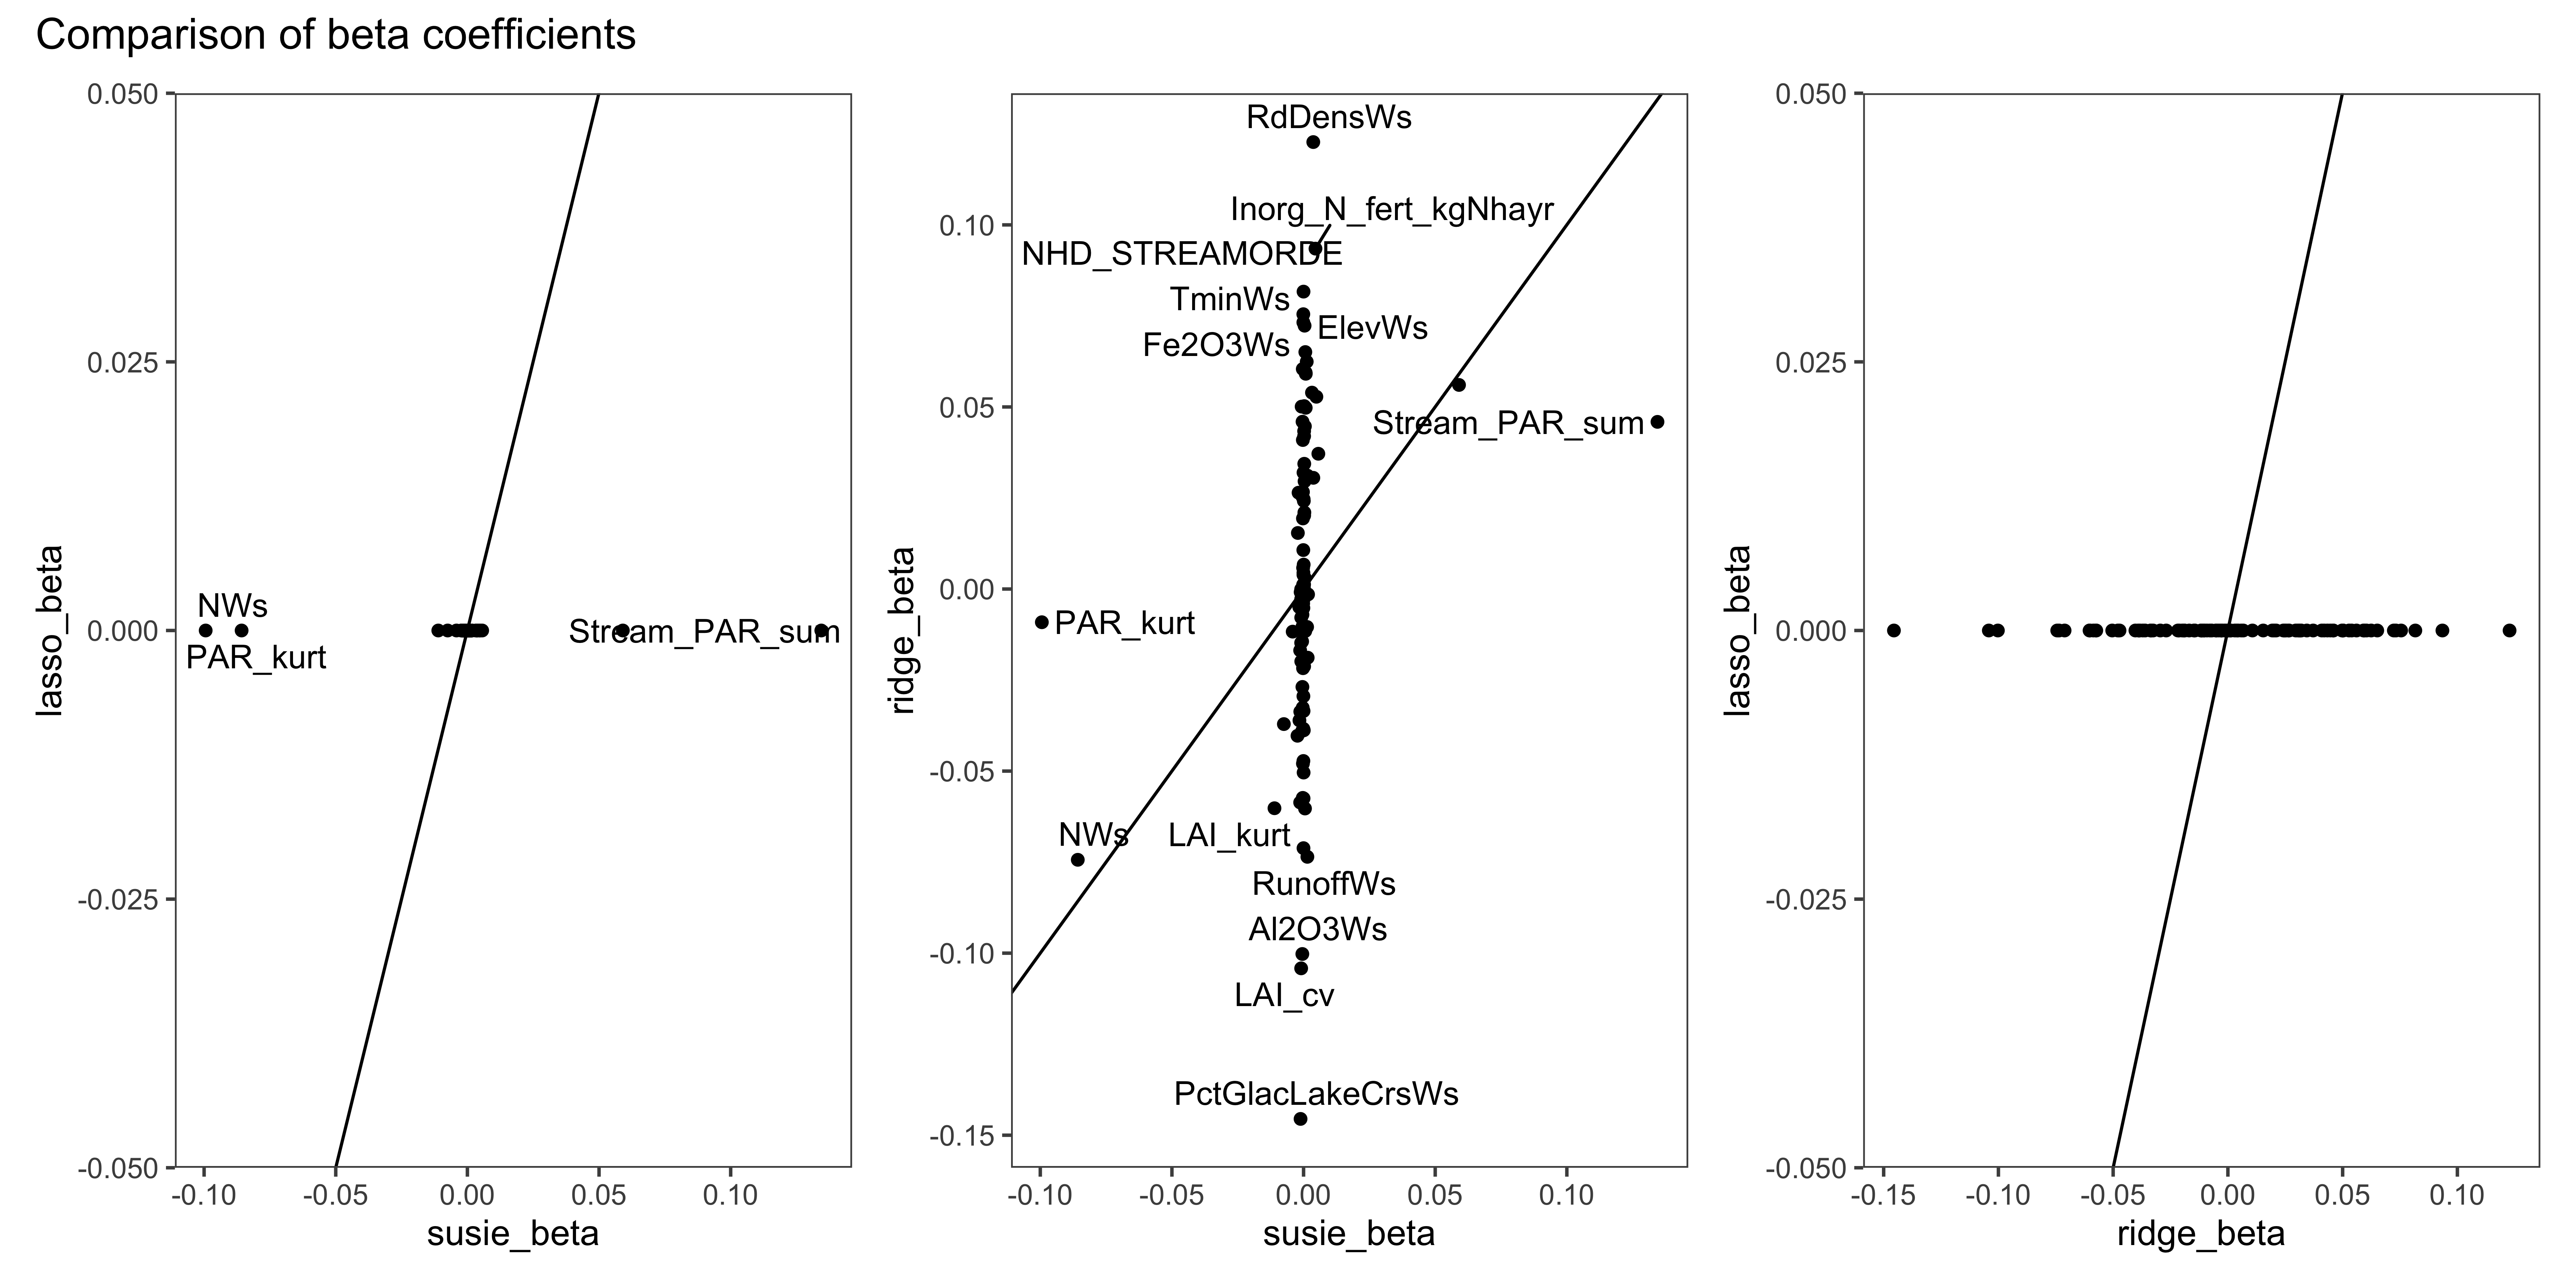 Comparison of beta coefficients
0.050
0.025
0.000
-0.025
-0.050
lasso_beta
NWs
PAR_kurt
Stream_PAR_sum
-0.10
-0.05
0.00
0.05
0.10
susie_beta
0.10
0.05
0.00
-0.05
-0.10
-0.15
ridge_beta
RdDensWs
Inorg_N_fert_kgNhayr
NHD_STREAMORDE
TminWs
ElevWs
Fe2O3Ws
Stream_PAR_sum
PAR_kurt
NWs
LAI_kurt
RunoffWs
Al2O3Ws
LAI_cv
PctGlacLakeCrsWs
-0.10
-0.05
0.00
0.05
0.10
susie_beta
0.050
0.025
0.000
-0.025
-0.050
lasso_beta
-0.15
-0.10
-0.05
0.00
0.05
0.10
ridge_beta